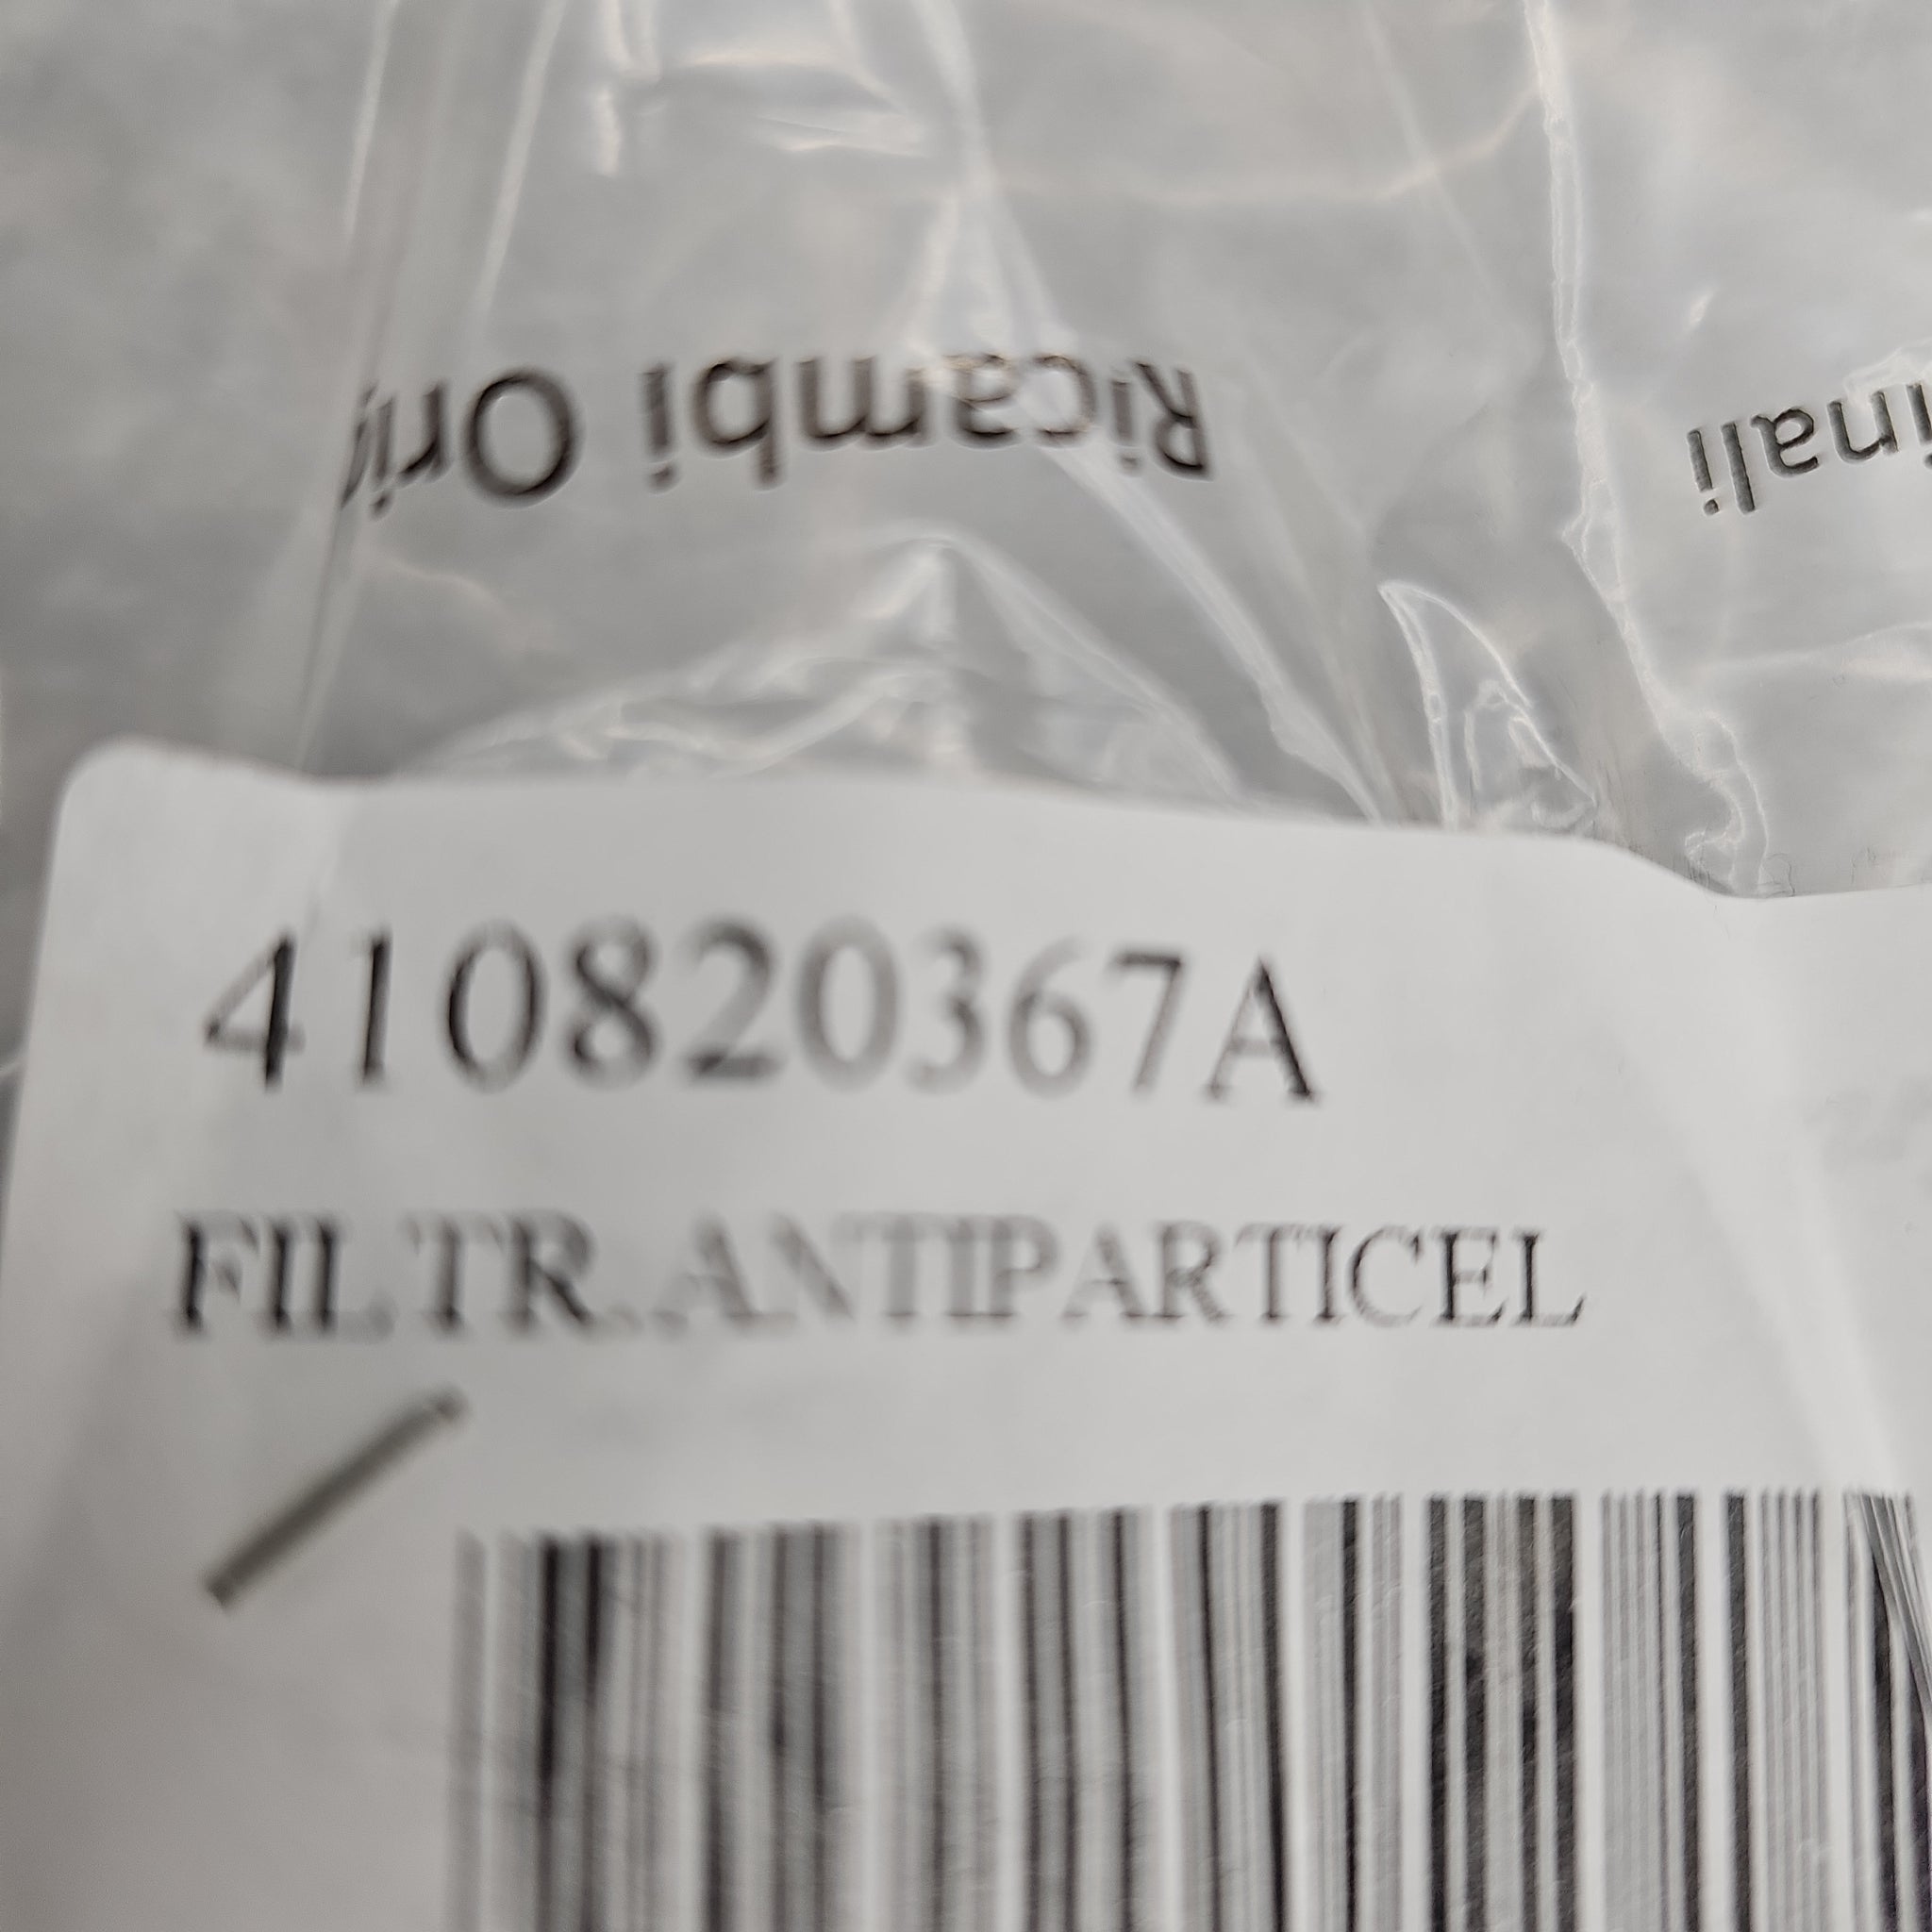 Ricambi Ori
inali
410820367A
FILTR.ANTIPARTICEL